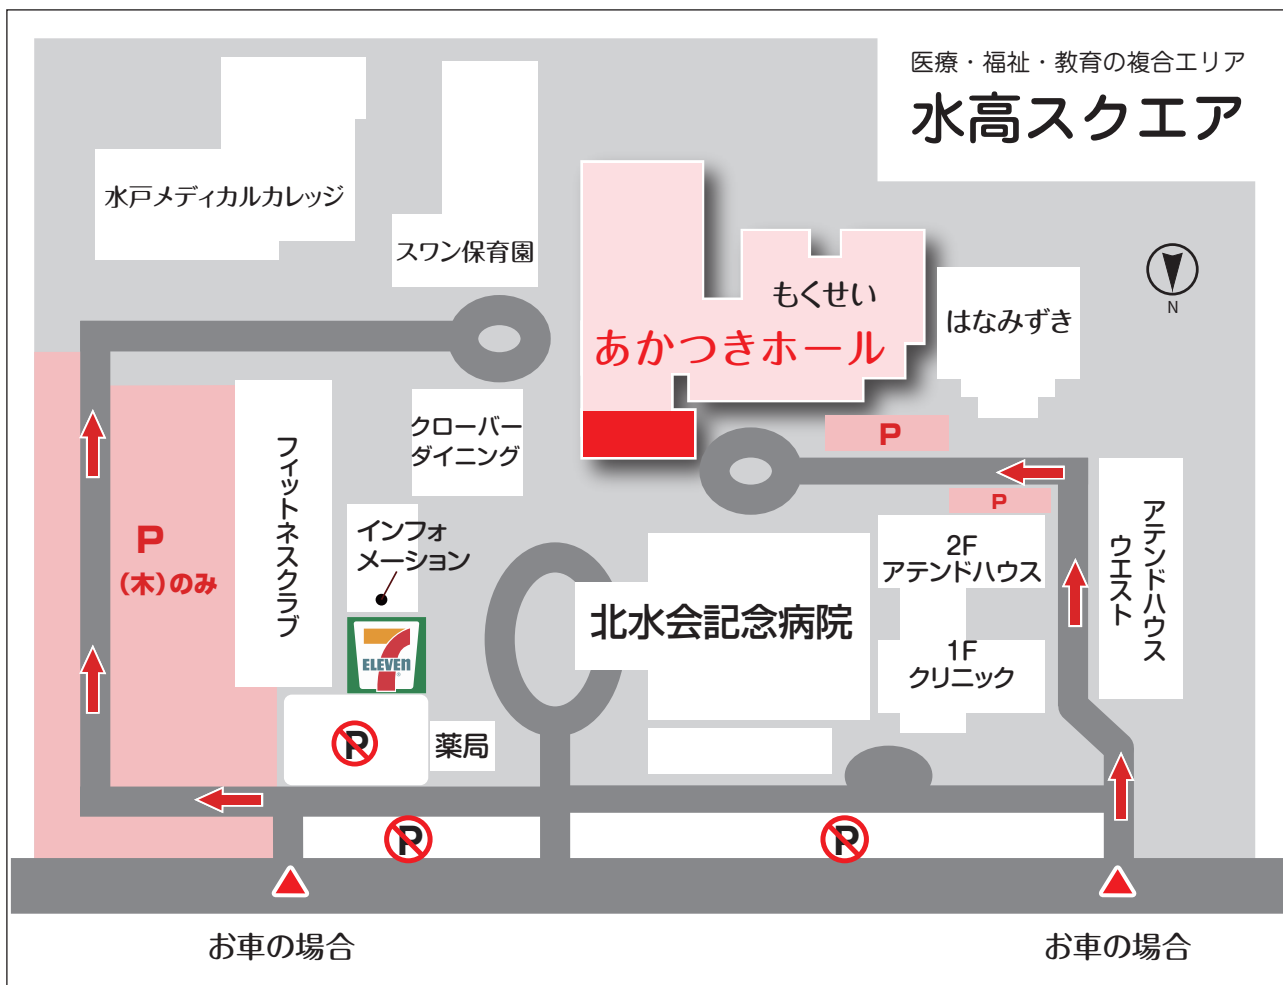 医療・福祉・教育の複合エリア
水高スクエア
水戸メディカルカレッジ
スワン保育園
もくせい
あかつきホール
はなみずき
N
クローバー
ダイニング
フィットネスクラブ
インフォ
メーション
P
(木)のみ
P
P
2F
アテンドハウス
1F
クリニック
アテンドハウス
ウエスト
北水会記念病院
7
ELEVEN
®
P
薬局
P
P
お車の場合
お車の場合